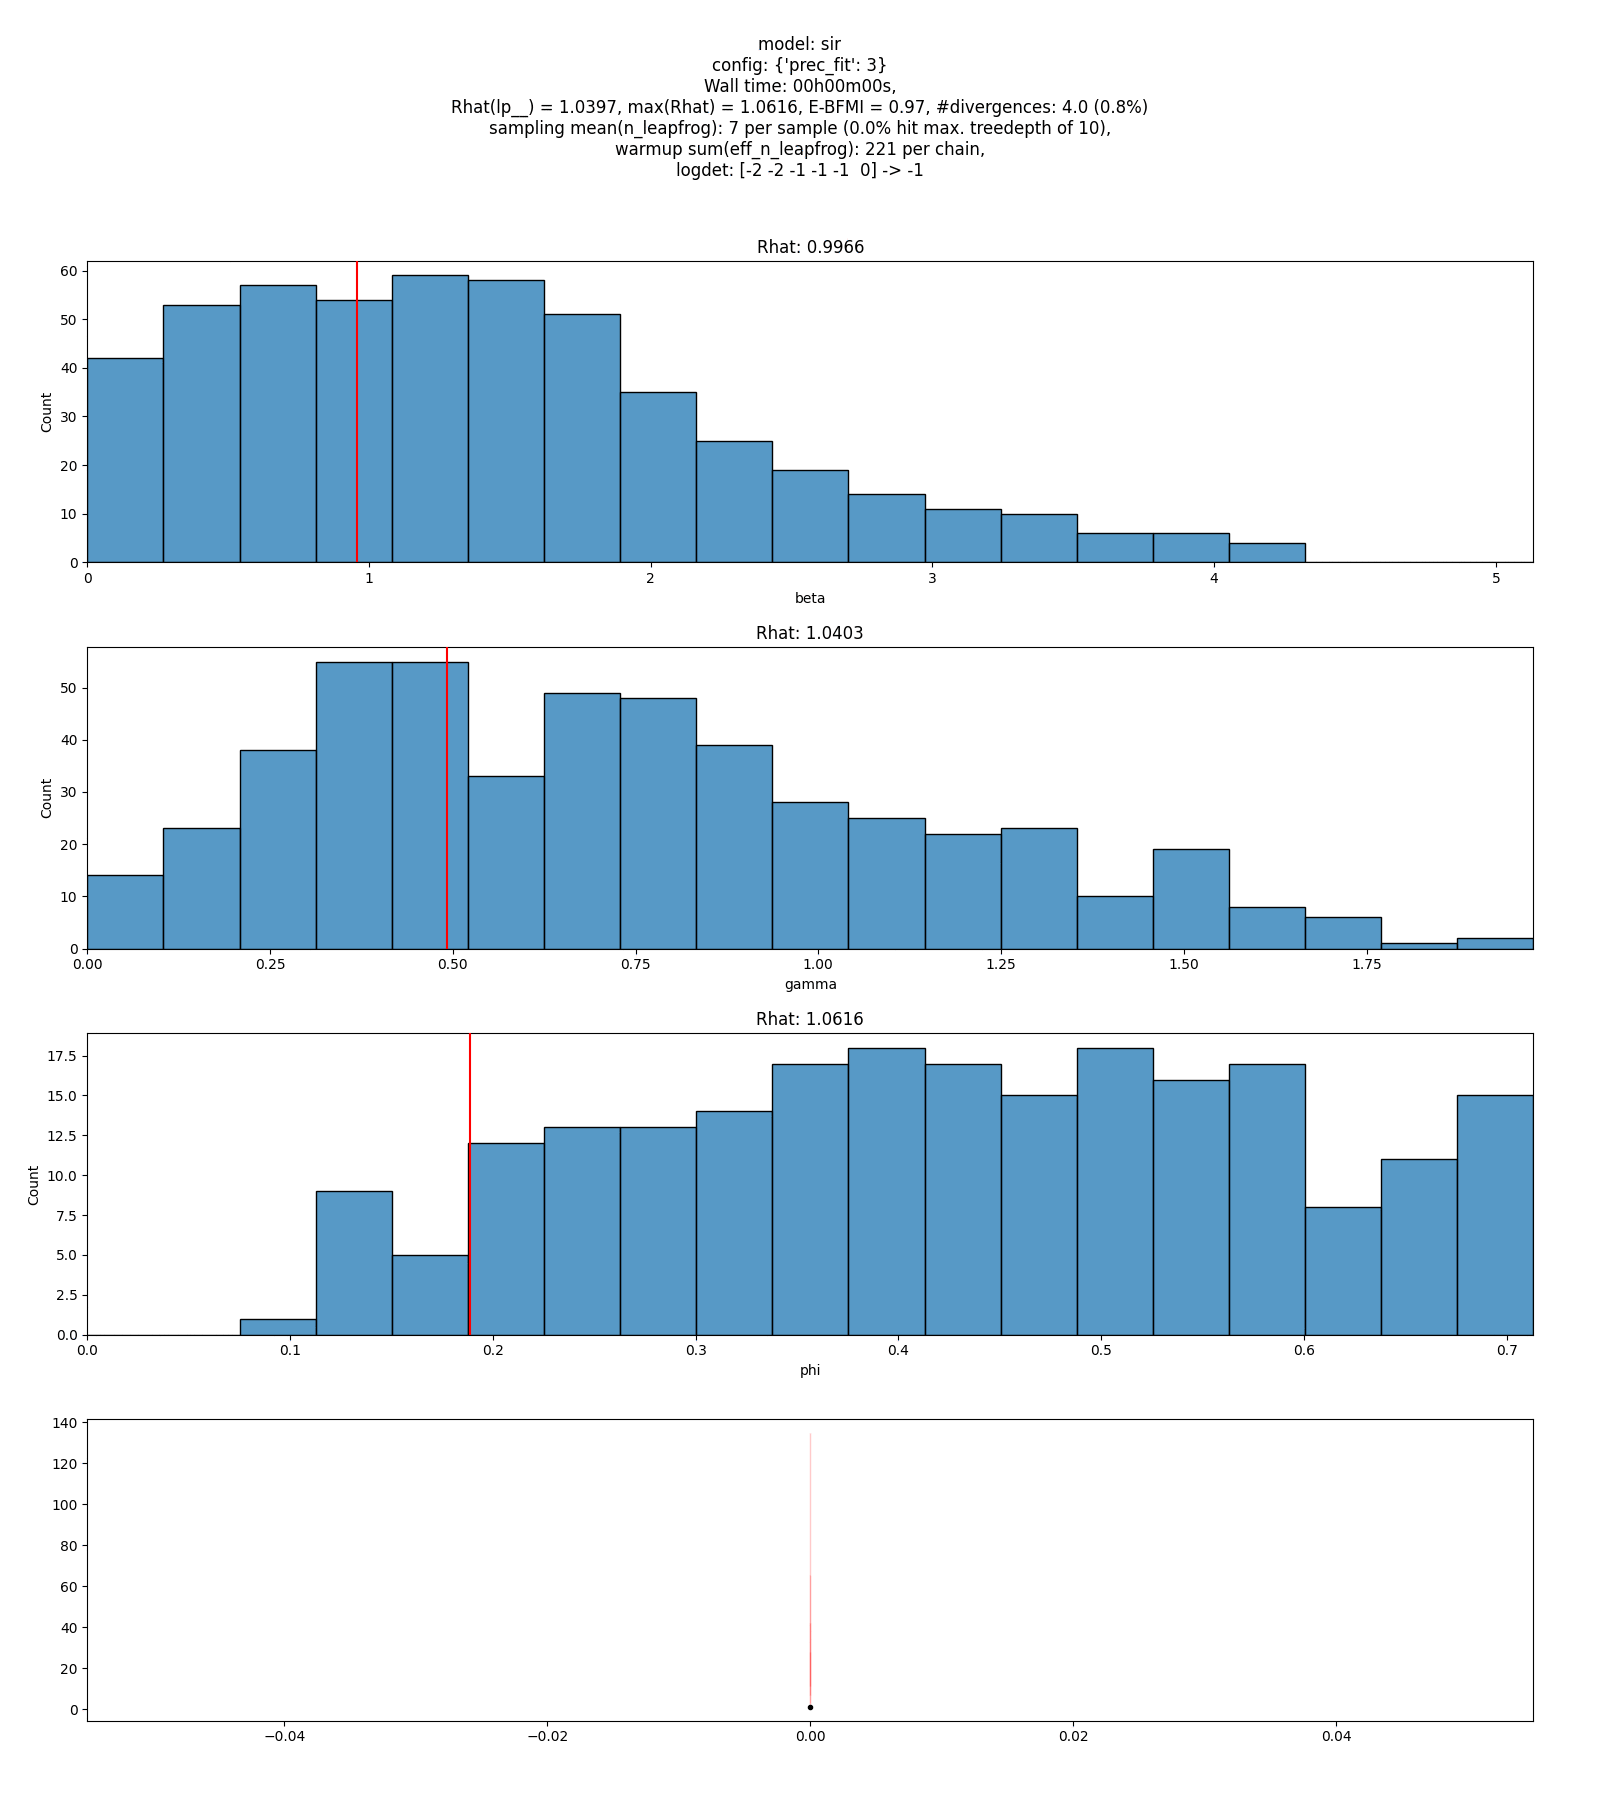 model: sir
config: {'prec_fit': 3}
Wall time: 00h00m00s,
Rhat(lp__) = 1.0397, max(Rhat) = 1.0616, E-BFMI = 0.97, #divergences: 4.0 (0.8%)
sampling mean(n_leapfrog): 7 per sample (0.0% hit max. treedepth of 10),
warmup sum(eff_n_leapfrog): 221 per chain,
logdet: [-2 -2 -1 -1 -1  0] -> -1
Rhat: 0.9966
60
50
40
30
20
10
0
Count
0 1 2 3 4 5
beta
Rhat: 1.0403
50
40
30
20
10
0
Count
0.00 0.25 0.50 0.75 1.00 1.25 1.50 1.75
gamma
Rhat: 1.0616
17.5
15.0
12.5
10.0
7.5
5.0
2.5
0.0
Count
0.0 0.1 0.2 0.3 0.4 0.5 0.6 0.7
phi
140
120
100
80
60
40
20
0
−0.04 −0.02 0.00 0.02 0.04